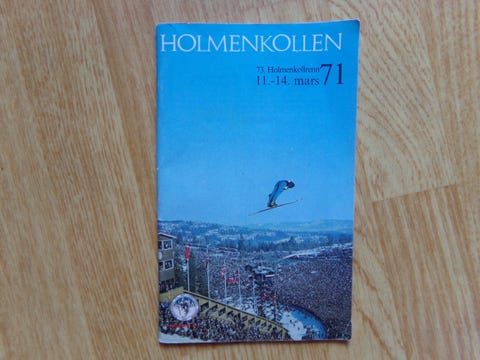 HOLMENKOLLEN
73. Holmenkollrenn
11.-14. mars 71